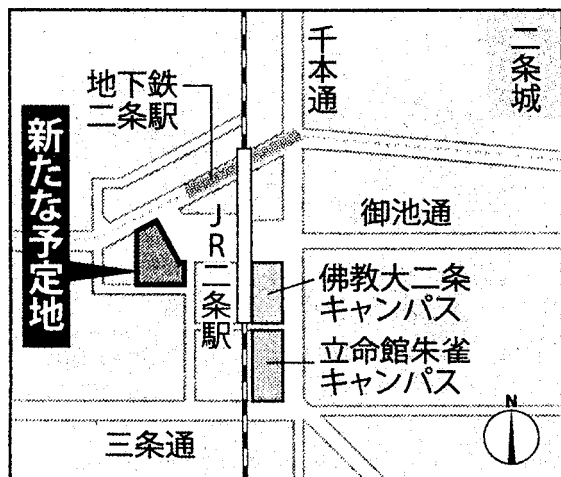 千本通
二条城
地下鉄
二条駅
新たな予定地
御池通
JR二条駅
佛教大二条
キャンパス
立命館朱雀
キャンパス
三条通
N